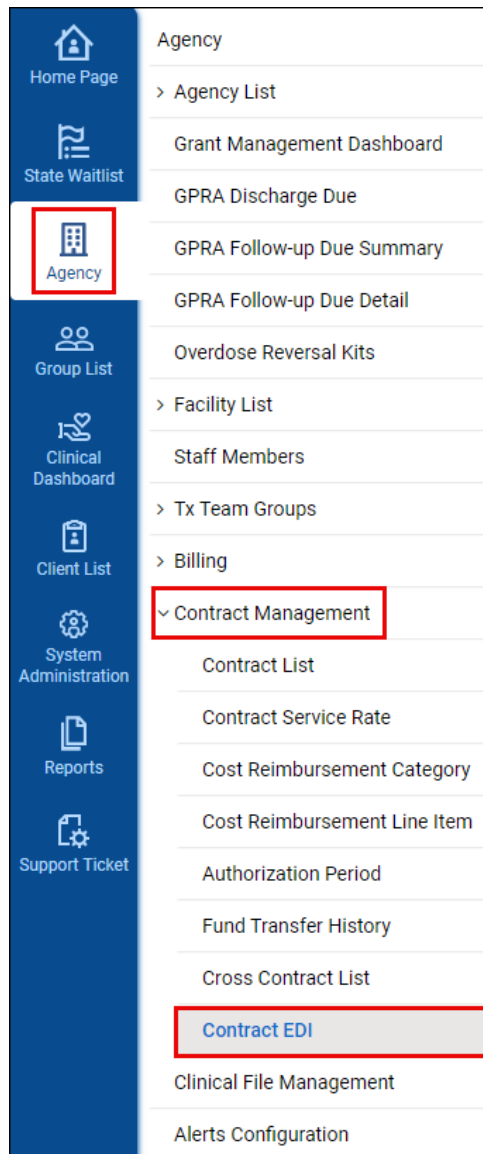 Home Page
State Waitlist
Agency
Group List
Clinical
Dashboard
Client List
System
Administration
Reports
Support Ticket
Agency
> Agency List
Grant Management Dashboard
GPRA Discharge Due
GPRA Follow-up Due Summary
GPRA Follow-up Due Detail
Overdose Reversal Kits
> Facility List
Staff Members
> Tx Team Groups
> Billing
Contract Management
Contract List
Contract Service Rate
Cost Reimbursement Category
Cost Reimbursement Line Item
Authorization Period
Fund Transfer History
Cross Contract List
Contract EDI
Clinical File Management
Alerts Configuration